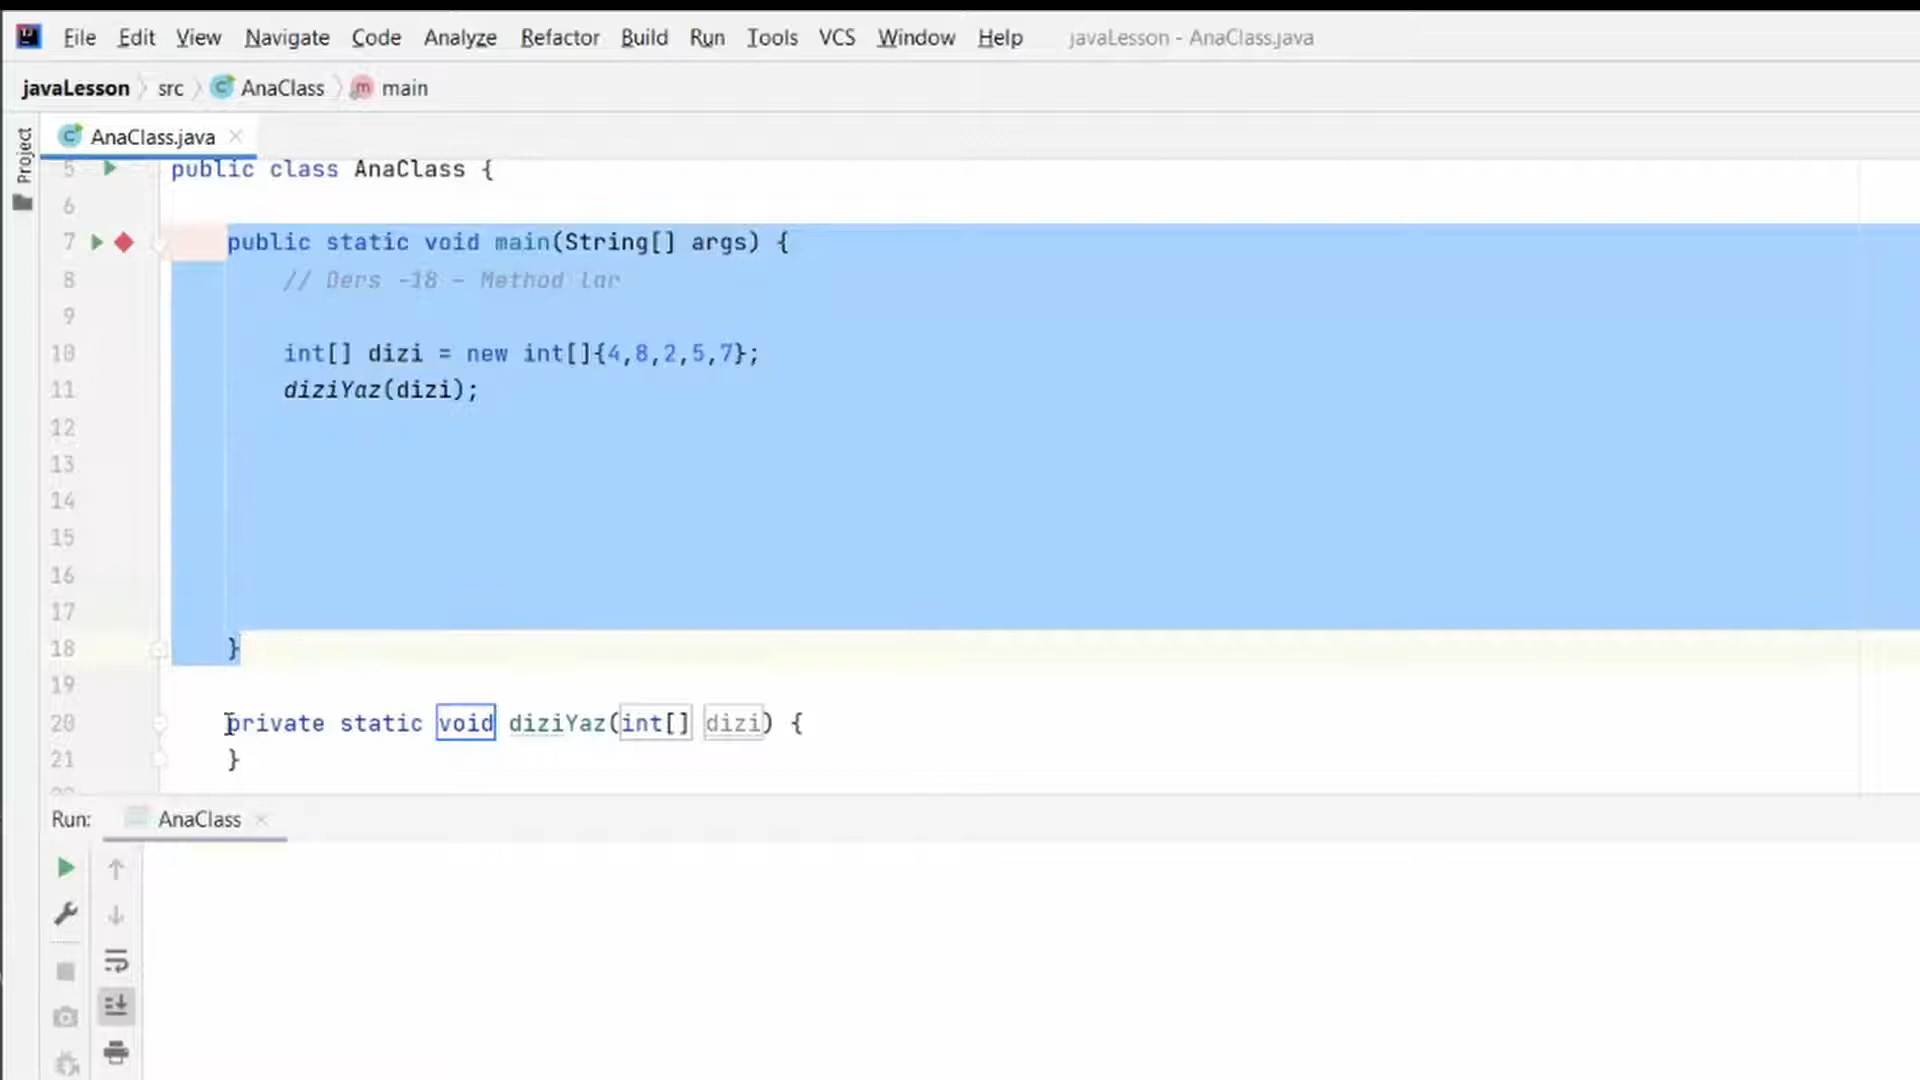 File Edit View Navigate Code Analyze Refactor Build Run Tools VCS Window Help javaLesson - AnaClass.java
javaLesson src C AnaClass m main
Project
C AnaClass.java
5 public class AnaClass {
6
7 public static void main(String[] args) {
8 // Ders -18 - Method lar
9
10 int[] dizi = new int[]{4,8,2,5,7};
11 diziYaz(dizi);
12
13
14
15
16
17
18 }
19
20 private static void diziYaz(int[] dizi) {
21 }
Run: AnaClass